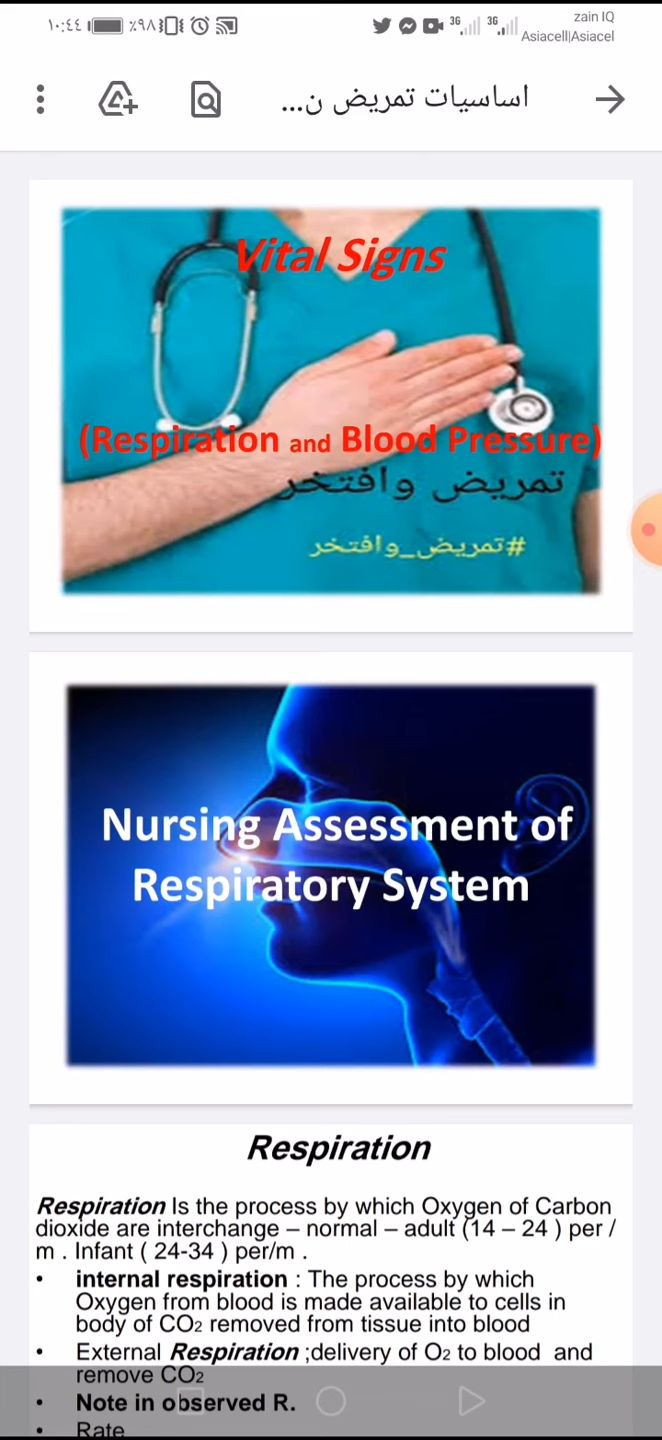 ١٠:٤٤
٪٩٨
3G
3G
zain IQ
Asiacell|Asiacel
اساسيات تمريض ن...
Vital Signs
(Respiration and Blood Pressure)
تمريض وافتخر
#تمريض_وافتخر
Nursing Assessment of
Respiratory System
Respiration
Respiration Is the process by which Oxygen of Carbon
dioxide are interchange – normal – adult (14 – 24 ) per /
m . Infant ( 24-34 ) per/m .
• internal respiration : The process by which
Oxygen from blood is made available to cells in
body of CO2 removed from tissue into blood
• External Respiration ;delivery of O2 to blood and
remove CO2
• Note in observed R.
• Rate